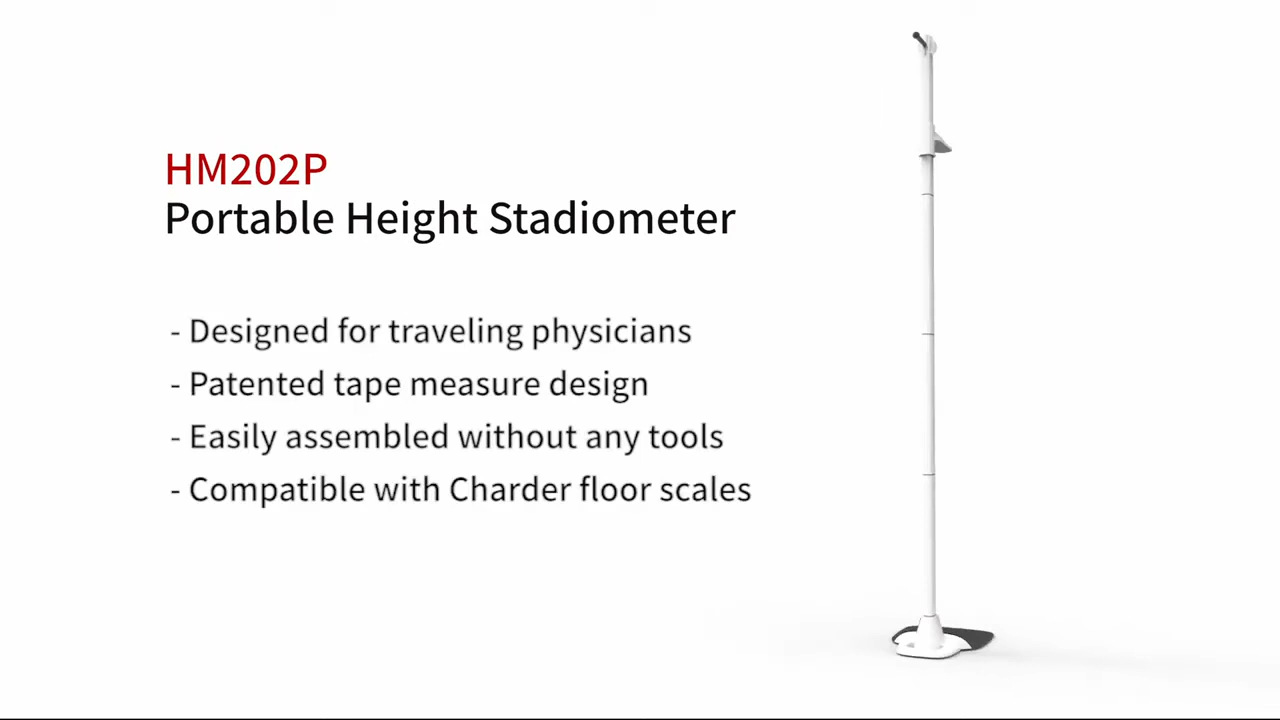 HM202P
Portable Height Stadiometer
- Designed for traveling physicians
- Patented tape measure design
- Easily assembled without any tools
- Compatible with Charder floor scales